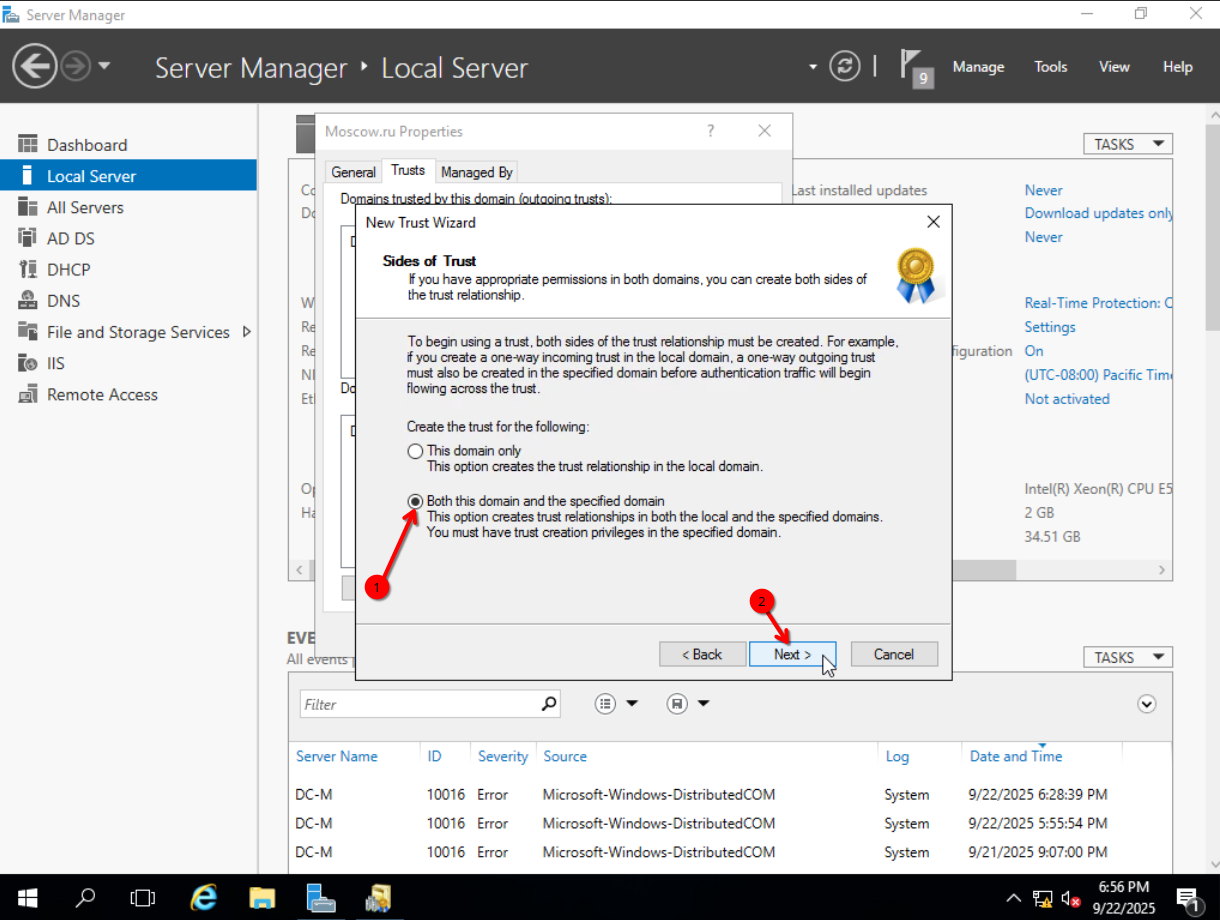 Server Manager
Server Manager
Local Server
9
Manage
Tools
View
Help
Dashboard
Local Server
All Servers
AD DS
DHCP
DNS
File and Storage Services
IIS
Remote Access
Moscow.ru Properties
?
TASKS
General
Trusts
Managed By
Domains trusted by this domain (outgoing trusts):
Last installed updates
Never
Download updates only
Never
New Trust Wizard
Sides of Trust
If you have appropriate permissions in both domains, you can create both sides of
the trust relationship.
To begin using a trust, both sides of the trust relationship must be created. For example,
if you create a one-way incoming trust in the local domain, a one-way outgoing trust
must also be created in the specified domain before authentication traffic will begin
flowing across the trust.
Create the trust for the following:
This domain only
This option creates the trust relationship in the local domain.
Both this domain and the specified domain
This option creates trust relationships in both the local and the specified domains.
You must have trust creation privileges in the specified domain.
1
2
< Back
Next >
Cancel
Real-Time Protection:
Settings
On
(UTC-08:00) Pacific Time
Not activated
Intel(R) Xeon(R) CPU E5
2 GB
34.51 GB
All events
TASKS
Filter
Server Name ID Severity Source Log Date and Time
DC-M 10016 Error Microsoft-Windows-DistributedCOM System 9/22/2025 6:28:39 PM
DC-M 10016 Error Microsoft-Windows-DistributedCOM System 9/22/2025 5:55:54 PM
DC-M 10016 Error Microsoft-Windows-DistributedCOM System 9/21/2025 9:07:00 PM
6:56 PM
9/22/2025
1